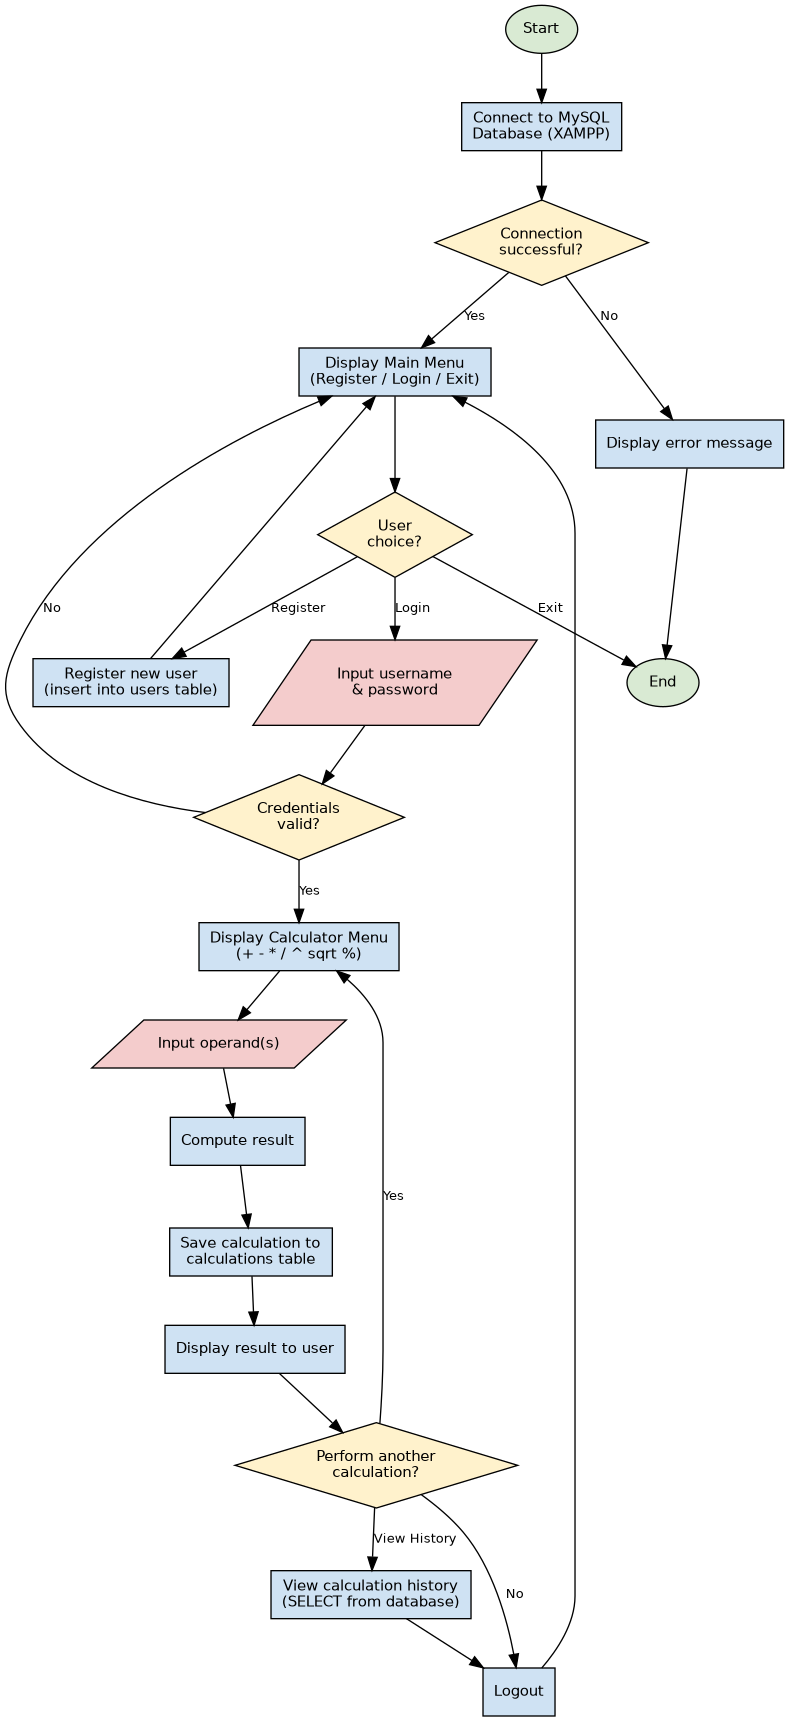 Start
Connect to MySQL
Database (XAMPP)
Connection
successful?
Yes
No
Display Main Menu
(Register / Login / Exit)
Display error message
User
choice?
No
Register
Login
Exit
Register new user
(insert into users table)
Input username
& password
End
Credentials
valid?
Yes
Display Calculator Menu
(+ - * / ^ sqrt %)
Input operand(s)
Compute result
Yes
Save calculation to
calculations table
Display result to user
Perform another
calculation?
View History
View calculation history
(SELECT from database)
No
Logout